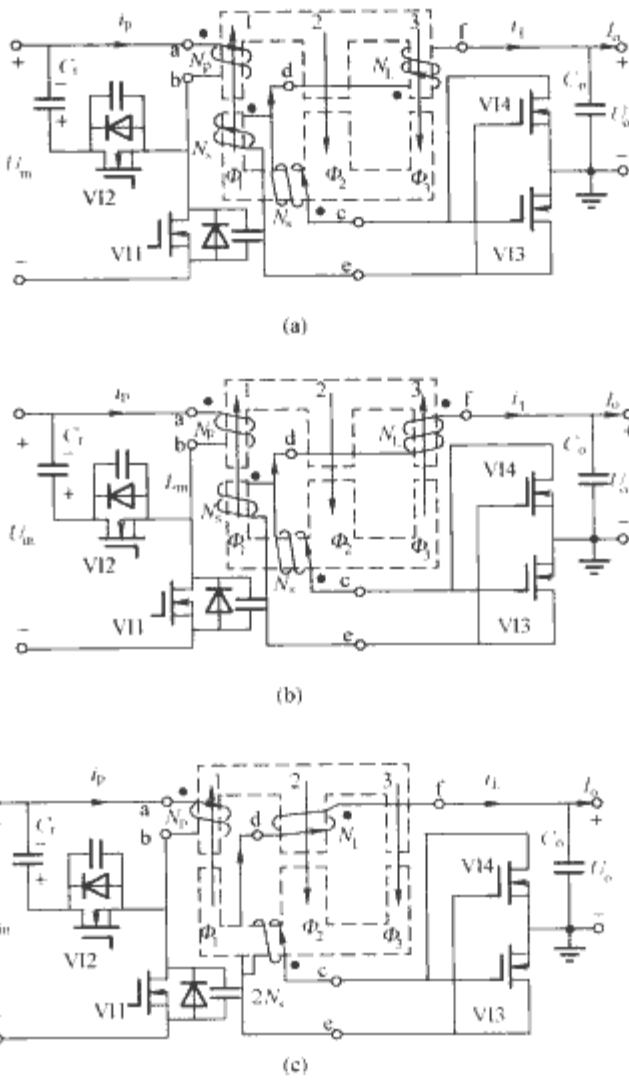 i_p a 1 2 3 f i_L I_o
+ N_p N_L +
C_r − b d C_o U_o
+ VI4
U_in N_s
VI2 Φ_1 Φ_2 Φ_3 −
VI1 N_s c VI3
− e
(a)
i_p a 2 3 f i_L I_o
+ N_p N_L +
C_r − b d C_o U_o
+ I_m VI4
U_in N_s
VI2 Φ_1 Φ_2 Φ_3 −
VI1 N_s c VI3
− e
(b)
i_p a 2 3 f i_L I_o
N_p N_L +
C_r − b d C_o U_o
+ VI4
in
VI2 Φ_1 Φ_2 Φ_3 −
VI1 2N_s c VI3
e
(c)